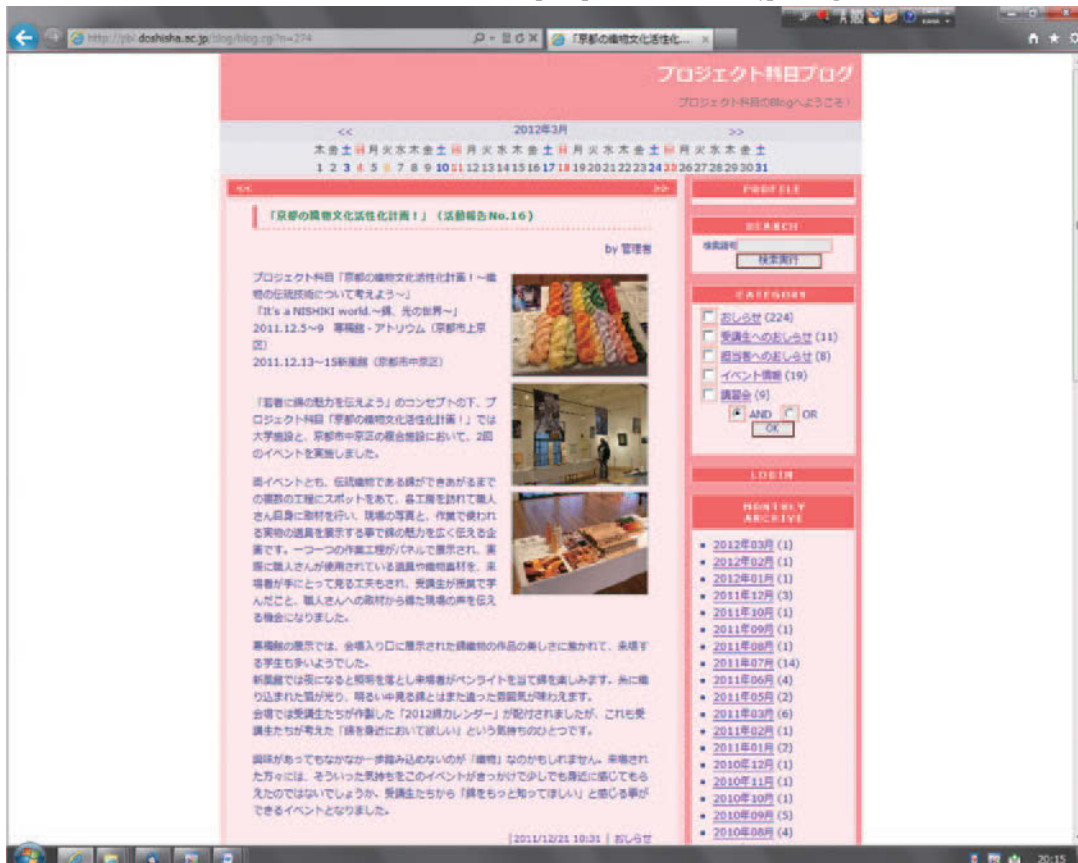 http://pbl.doshisha.ac.jp/blog/blog.cgi?n=274
「京都の織物文化活性化...
プロジェクト科目ブログ
プロジェクト科目のBlogへようこそ！
<< 2012年3月 >>
木金土日月火水木金土日月火水木金土日月火水木金土日月火水木金土
1 2 3 4 5 6 7 8 9 10 11 12 13 14 15 16 17 18 19 20 21 22 23 24 25 26 27 28 29 30 31
<< >>
「京都の織物文化活性化計画！」（活動報告No.16）
by 管理者
プロジェクト科目「京都の織物文化活性化計画！～織
物の伝統技術について考えよう～」
「It's a NISHIKI world.～錦、光の世界～」
2011.12.5～9 寒梅館・アトリウム（京都市上京
区）
2011.12.13～15新風館（京都市中京区）
「若者に錦の魅力を伝えよう」のコンセプトの下、プ
ロジェクト科目「京都の織物文化活性化計画！」では
大学施設と、京都市中京区の複合施設において、2回
のイベントを実施しました。
両イベントとも、伝統織物である錦ができあがるまで
の複数の工程にスポットをあて、各工房を訪れて職人
さん自身に取材を行い、現場の写真と、作業で使われ
る実物の道具を展示する事で錦の魅力を広く伝える企
画です。一つ一つの作業工程がパネルで展示され、実
際に職人さんが使用されている道具や織物素材を、来
場者が手にとって見る工夫もされ、受講生が授業で学
んだこと、職人さんへの取材から得た現場の声を伝え
る機会になりました。
寒梅館の展示では、会場入り口に展示された錦織物の作品の美しさに惹かれて、来場す
る学生も多いようでした。
新風館では夜になると照明を落とし来場者がペンライトを当て錦を楽しみます。糸に織
り込まれた箔が光り、明るい中見る錦とはまた違った雰囲気が味わえます。
会場では受講生たちが作製した「2012錦カレンダー」が配付されましたが、これも受
講生たちが考えた「錦を身近において欲しい」という気持ちのひとつです。
興味があってもなかなか一歩踏み込めないのが「織物」なのかもしれません。来場され
た方々には、そういった気持ちをこのイベントがきっかけで少しでも身近に感じてもら
えたのではないでしょうか、受講生たちから「錦をもっと知ってほしい」と感じる事が
できるイベントとなりました。
|2011/12/21 10:31 | おしらせ
PROFILE
SEARCH
検索語句
検索実行
CATEGORY
おしらせ (224)
受講生へのおしらせ (11)
担当者へのおしらせ (8)
イベント情報 (19)
講習会 (9)
AND OR
OK
LOGIN
MONTHLY
ARCHIVE
2012年03月 (1)
2012年02月 (1)
2012年01月 (1)
2011年12月 (3)
2011年10月 (1)
2011年09月 (1)
2011年08月 (1)
2011年07月 (14)
2011年06月 (4)
2011年05月 (2)
2011年03月 (6)
2011年02月 (1)
2011年01月 (2)
2010年12月 (1)
2010年11月 (1)
2010年10月 (1)
2010年09月 (5)
2010年08月 (4)
20:15